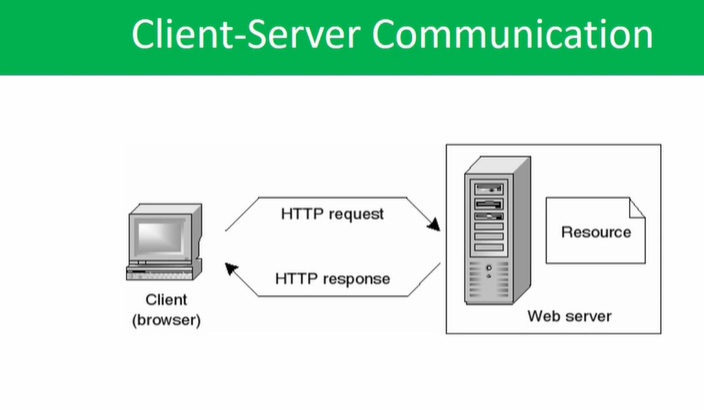 Client-Server Communication
HTTP request
HTTP response
Client
(browser)
Resource
Web server